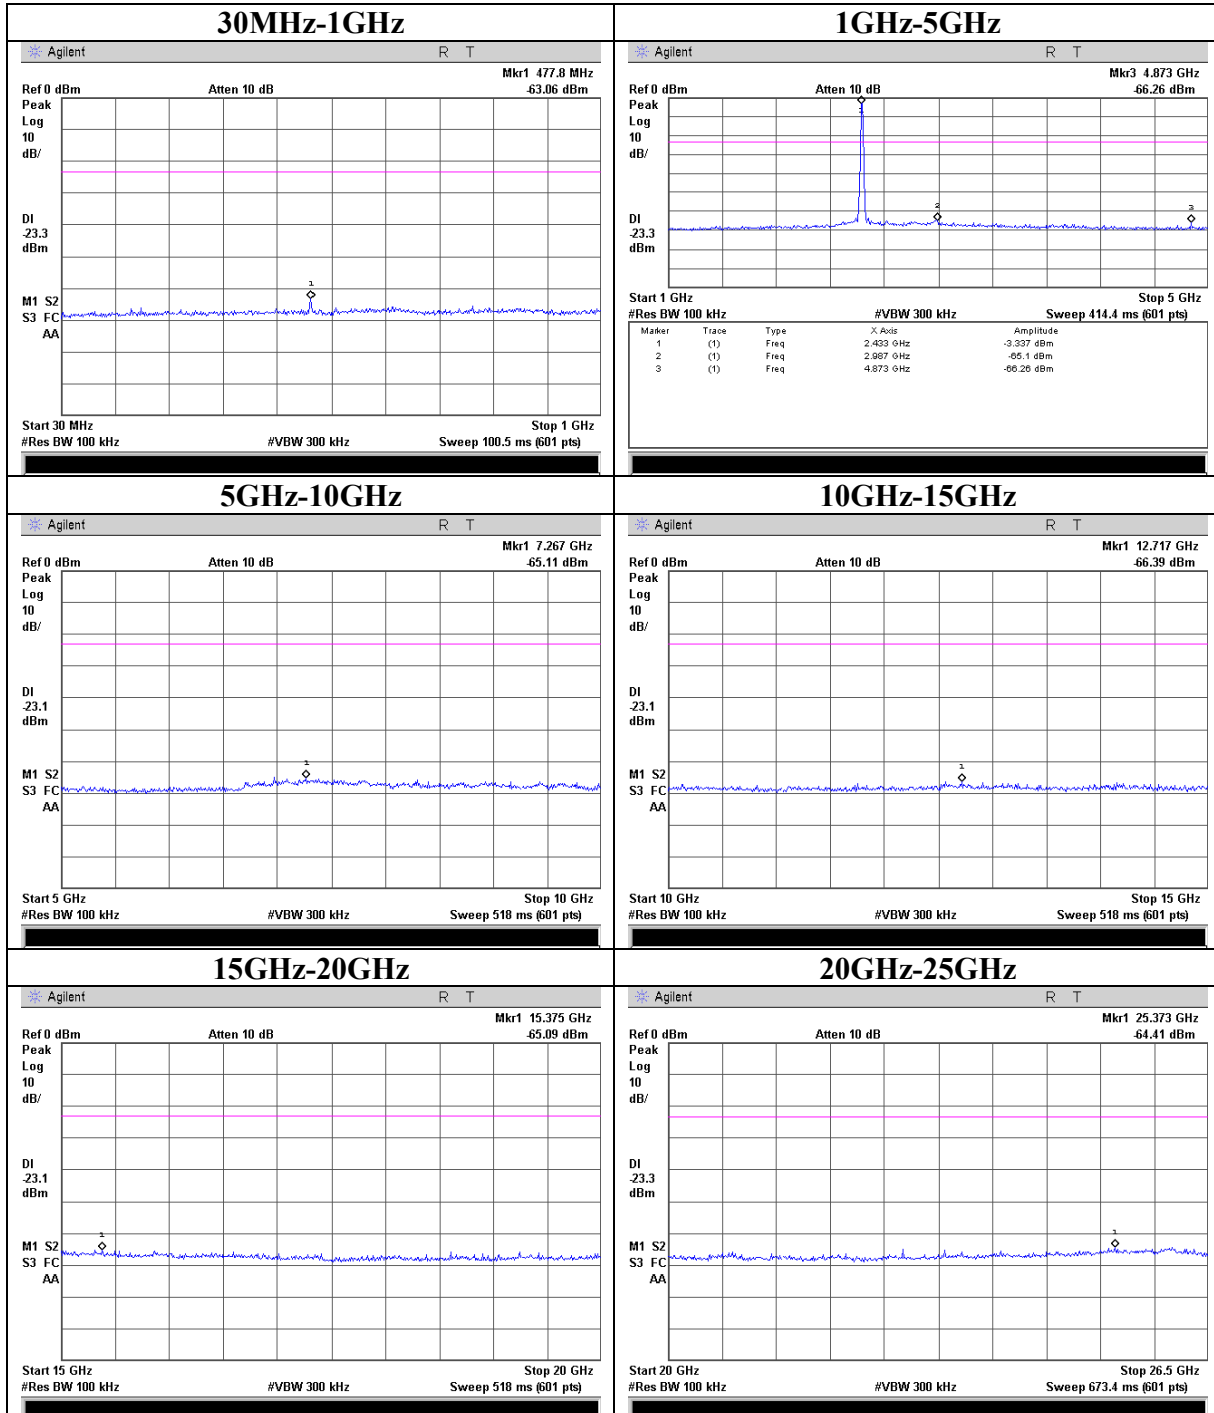 30MHz-1GHz
Agilent R T
Mkr1 477.8 MHz
Ref 0 dBm Atten 10 dB -63.06 dBm
Peak
Log
10
dB/
DI
-23.3
dBm
1
M1 S2
S3 FC
AA
Start 30 MHz Stop 1 GHz
#Res BW 100 kHz #VBW 300 kHz Sweep 100.5 ms (601 pts)
1GHz-5GHz
Agilent R T
Mkr3 4.873 GHz
Ref 0 dBm Atten 10 dB -66.26 dBm
Peak
Log
10
dB/
1
DI
-23.3
dBm
2 3
Start 1 GHz Stop 5 GHz
#Res BW 100 kHz #VBW 300 kHz Sweep 414.4 ms (601 pts)
Marker Trace Type X Axis Amplitude
1 (1) Freq 2.433 GHz -3.337 dBm
2 (1) Freq 2.987 GHz -65.1 dBm
3 (1) Freq 4.873 GHz -66.26 dBm
5GHz-10GHz
Agilent R T
Mkr1 7.267 GHz
Ref 0 dBm Atten 10 dB -65.11 dBm
Peak
Log
10
dB/
DI
-23.1
dBm
1
M1 S2
S3 FC
AA
Start 5 GHz Stop 10 GHz
#Res BW 100 kHz #VBW 300 kHz Sweep 518 ms (601 pts)
10GHz-15GHz
Agilent R T
Mkr1 12.717 GHz
Ref 0 dBm Atten 10 dB -66.39 dBm
Peak
Log
10
dB/
DI
-23.1
dBm
1
M1 S2
S3 FC
AA
Start 10 GHz Stop 15 GHz
#Res BW 100 kHz #VBW 300 kHz Sweep 518 ms (601 pts)
15GHz-20GHz
Agilent R T
Mkr1 15.375 GHz
Ref 0 dBm Atten 10 dB -65.09 dBm
Peak
Log
10
dB/
DI
-23.1
dBm
1
M1 S2
S3 FC
AA
Start 15 GHz Stop 20 GHz
#Res BW 100 kHz #VBW 300 kHz Sweep 518 ms (601 pts)
20GHz-25GHz
Agilent R T
Mkr1 25.373 GHz
Ref 0 dBm Atten 10 dB -64.41 dBm
Peak
Log
10
dB/
DI
-23.3
dBm
1
M1 S2
S3 FC
AA
Start 20 GHz Stop 26.5 GHz
#Res BW 100 kHz #VBW 300 kHz Sweep 673.4 ms (601 pts)